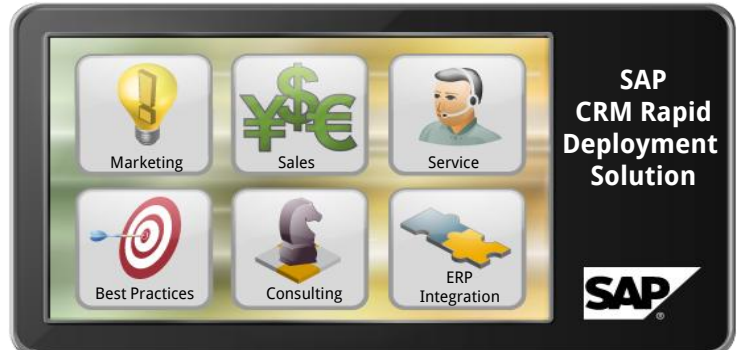 Marketing
Sales
Service
Best Practices
Consulting
ERP
Integration
SAP
CRM Rapid
Deployment
Solution
SAP
®